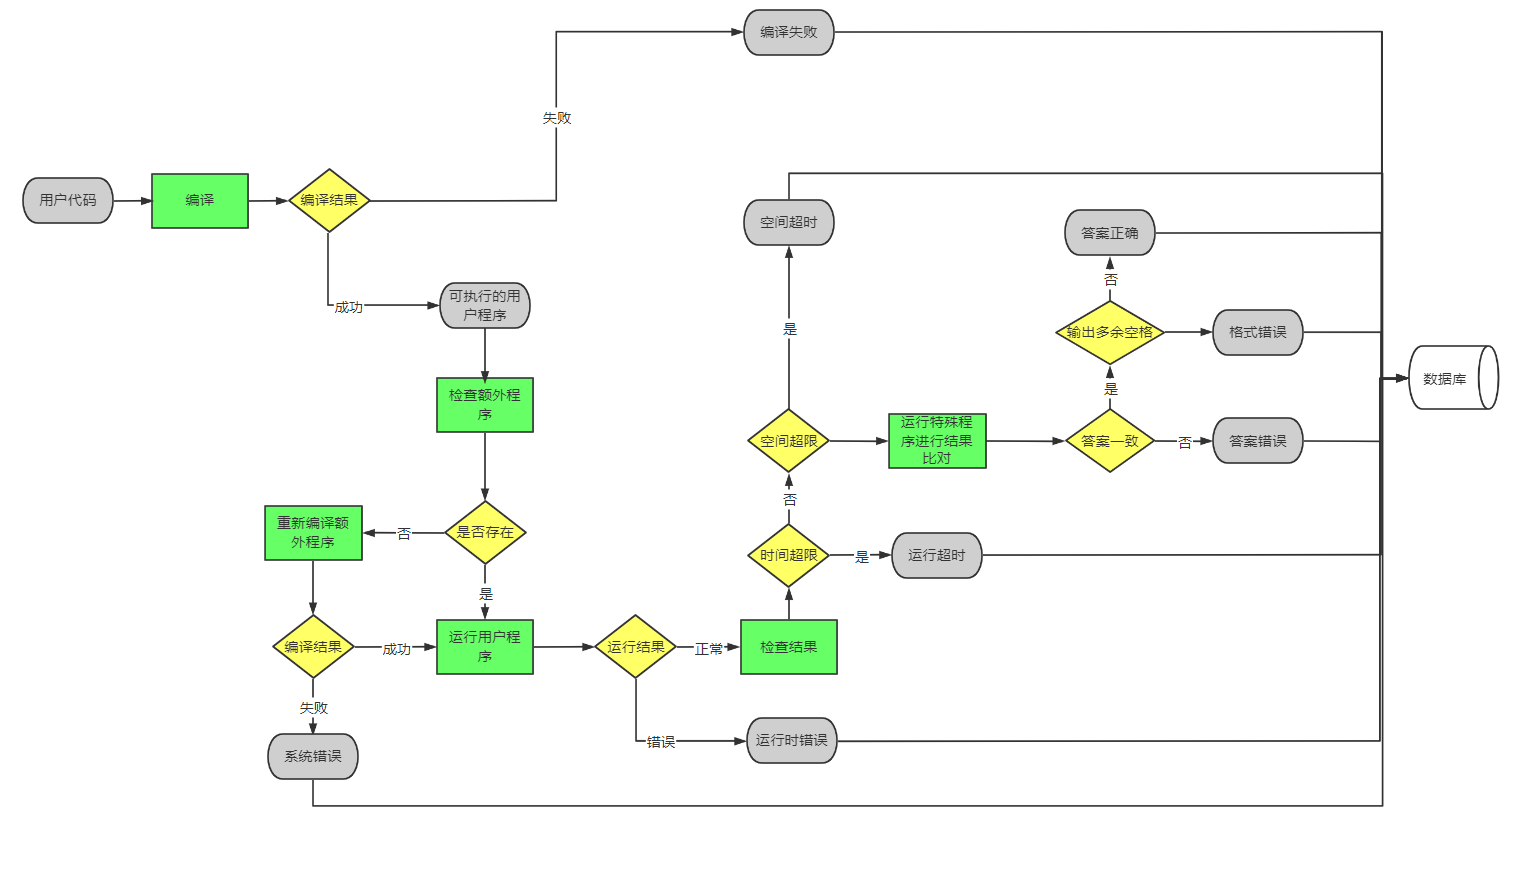 编译失败
失败
用户代码
编译
编译结果
成功
可执行的用
户程序
检查额外程
序
是否存在
否
重新编译额
外程序
是
编译结果
成功
运行用户程
序
失败
系统错误
运行结果
正常
检查结果
错误
运行时错误
时间超限
是
运行超时
否
空间超限
是
空间超时
运行特殊程
序进行结果
比对
答案一致
否
答案错误
是
输出多余空格
格式错误
否
答案正确
数据库